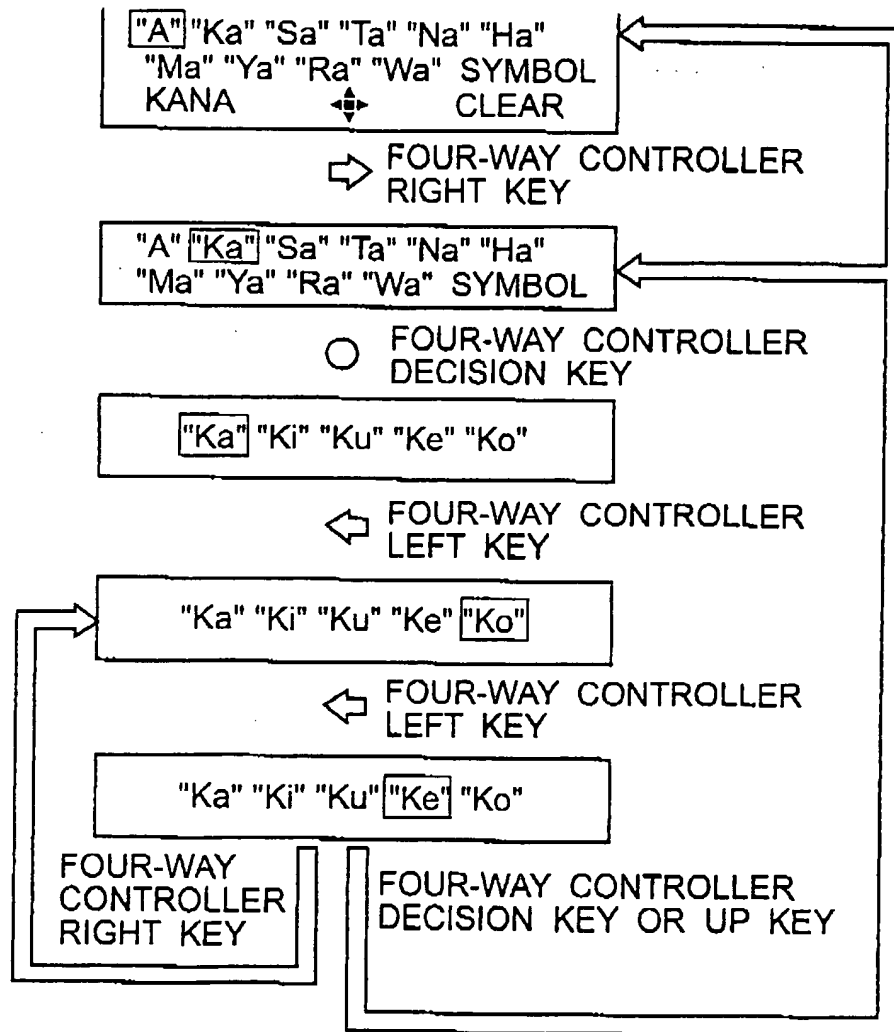 "A" "Ka" "Sa" "Ta" "Na" "Ha"
"Ma" "Ya" "Ra" "Wa" SYMBOL
KANA CLEAR
FOUR-WAY CONTROLLER
RIGHT KEY
"A" "Ka" "Sa" "Ta" "Na" "Ha"
"Ma" "Ya" "Ra" "Wa" SYMBOL
FOUR-WAY CONTROLLER
DECISION KEY
"Ka" "Ki" "Ku" "Ke" "Ko"
FOUR-WAY CONTROLLER
LEFT KEY
"Ka" "Ki" "Ku" "Ke" "Ko"
FOUR-WAY CONTROLLER
LEFT KEY
"Ka" "Ki" "Ku" "Ke" "Ko"
FOUR-WAY
CONTROLLER
RIGHT KEY
FOUR-WAY CONTROLLER
DECISION KEY OR UP KEY